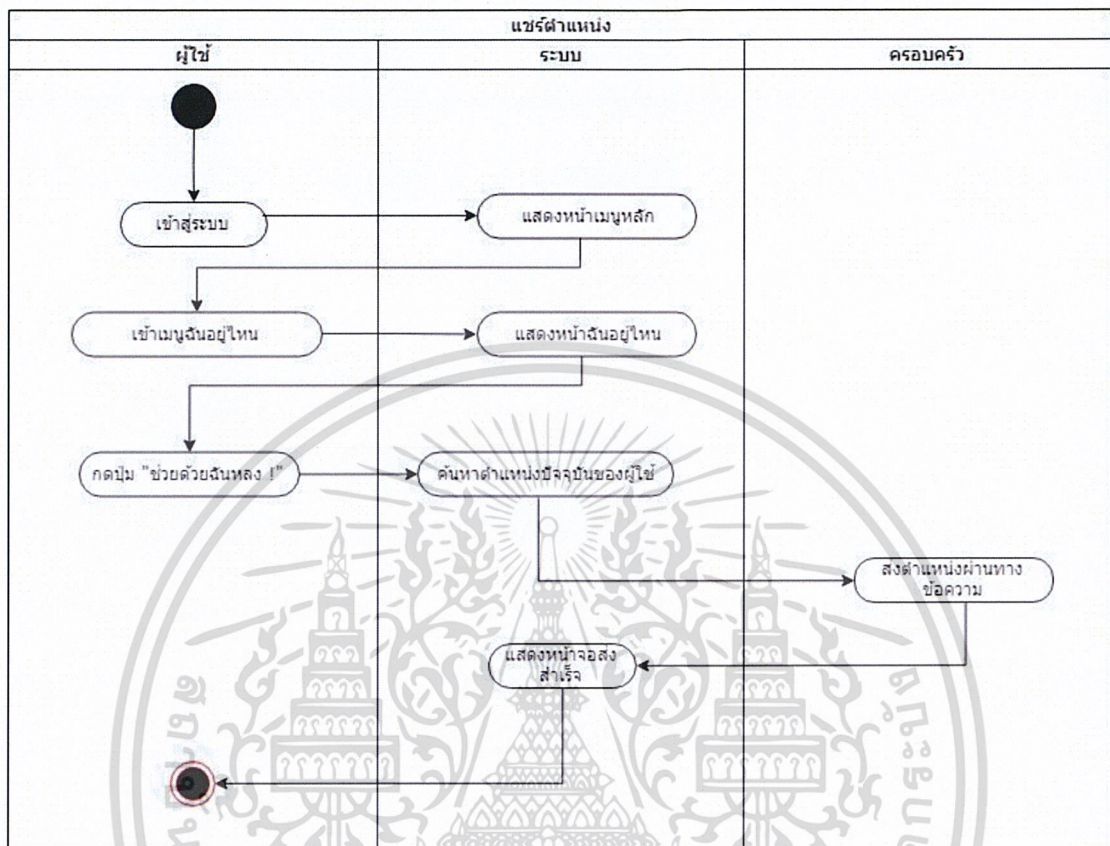 แชร์ตำแหน่ง
ผู้ใช้ ระบบ ครอบครัว
เข้าสู่ระบบ แสดงหน้าเมนูหลัก
เข้าเมนูฉันอยู่ไหน แสดงหน้าฉันอยู่ไหน
กดปุ่ม "ช่วยด้วยฉันหลง !" ค้นหาตำแหน่งปัจจุบันของผู้ใช้
ส่งตำแหน่งผ่านทาง
ข้อความ
แสดงหน้าจอส่ง
สำเร็จ